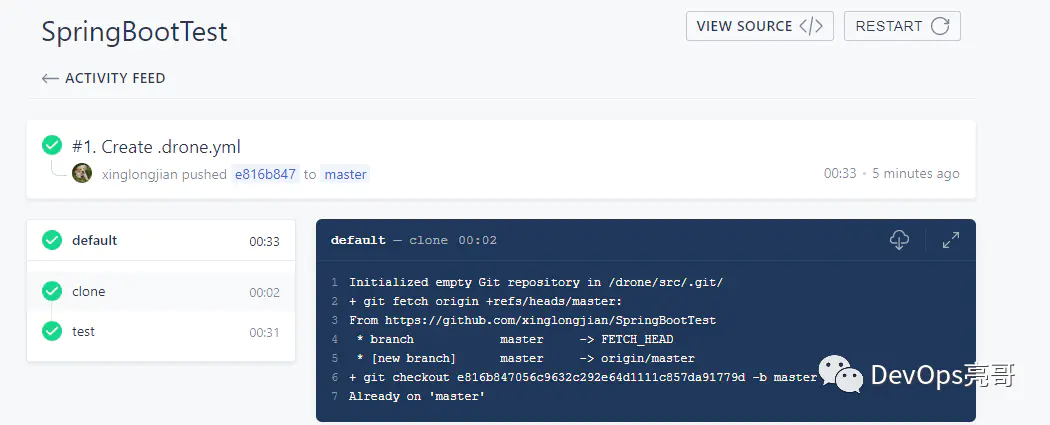 SpringBootTest
VIEW SOURCE </>
RESTART
← ACTIVITY FEED
#1. Create .drone.yml
xinglongjian pushed e816b847 to master
00:33 • 5 minutes ago
default 00:33
clone 00:02
test 00:31
default — clone 00:02
1 Initialized empty Git repository in /drone/src/.git/
2 + git fetch origin +refs/heads/master:
3 From https://github.com/xinglongjian/SpringBootTest
4 * branch master -> FETCH_HEAD
5 * [new branch] master -> origin/master
6 + git checkout e816b847056c9632c292e64d1111c857da91779d -b master
7 Already on 'master'
DevOps亮哥